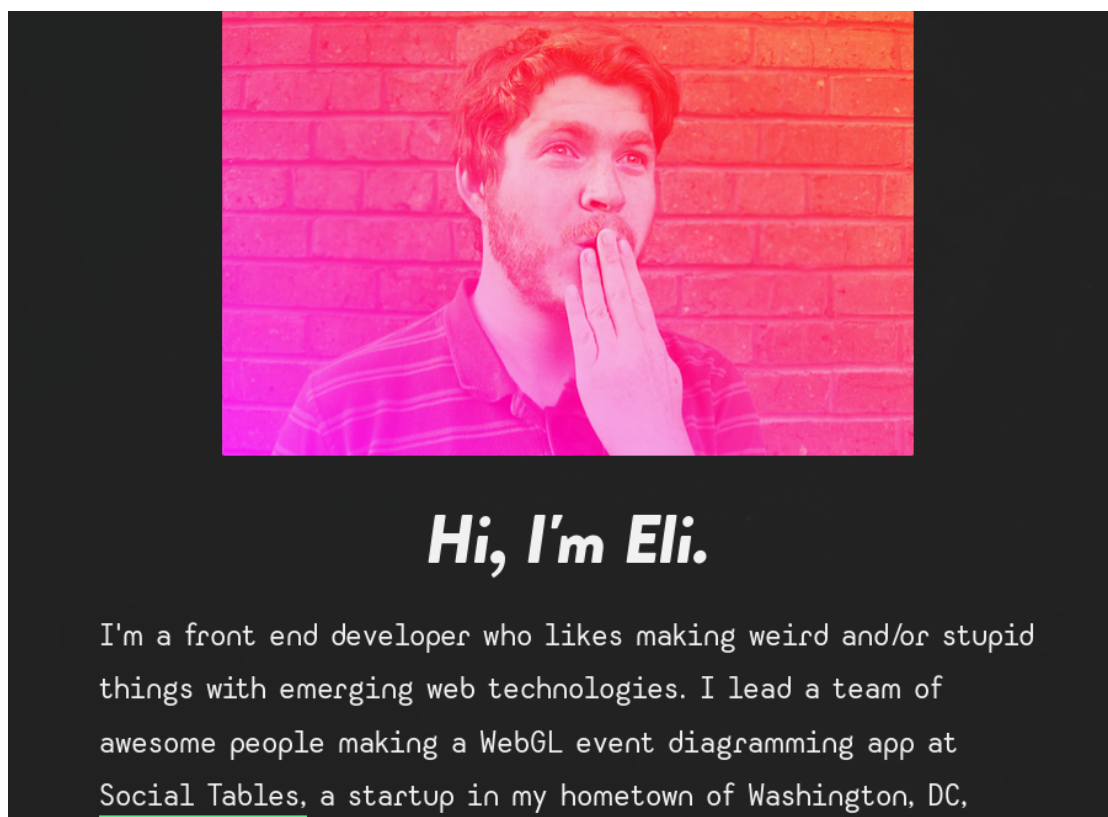 Hi, I'm Eli.
I'm a front end developer who likes making weird and/or stupid
things with emerging web technologies. I lead a team of
awesome people making a WebGL event diagramming app at
Social Tables, a startup in my hometown of Washington, DC,